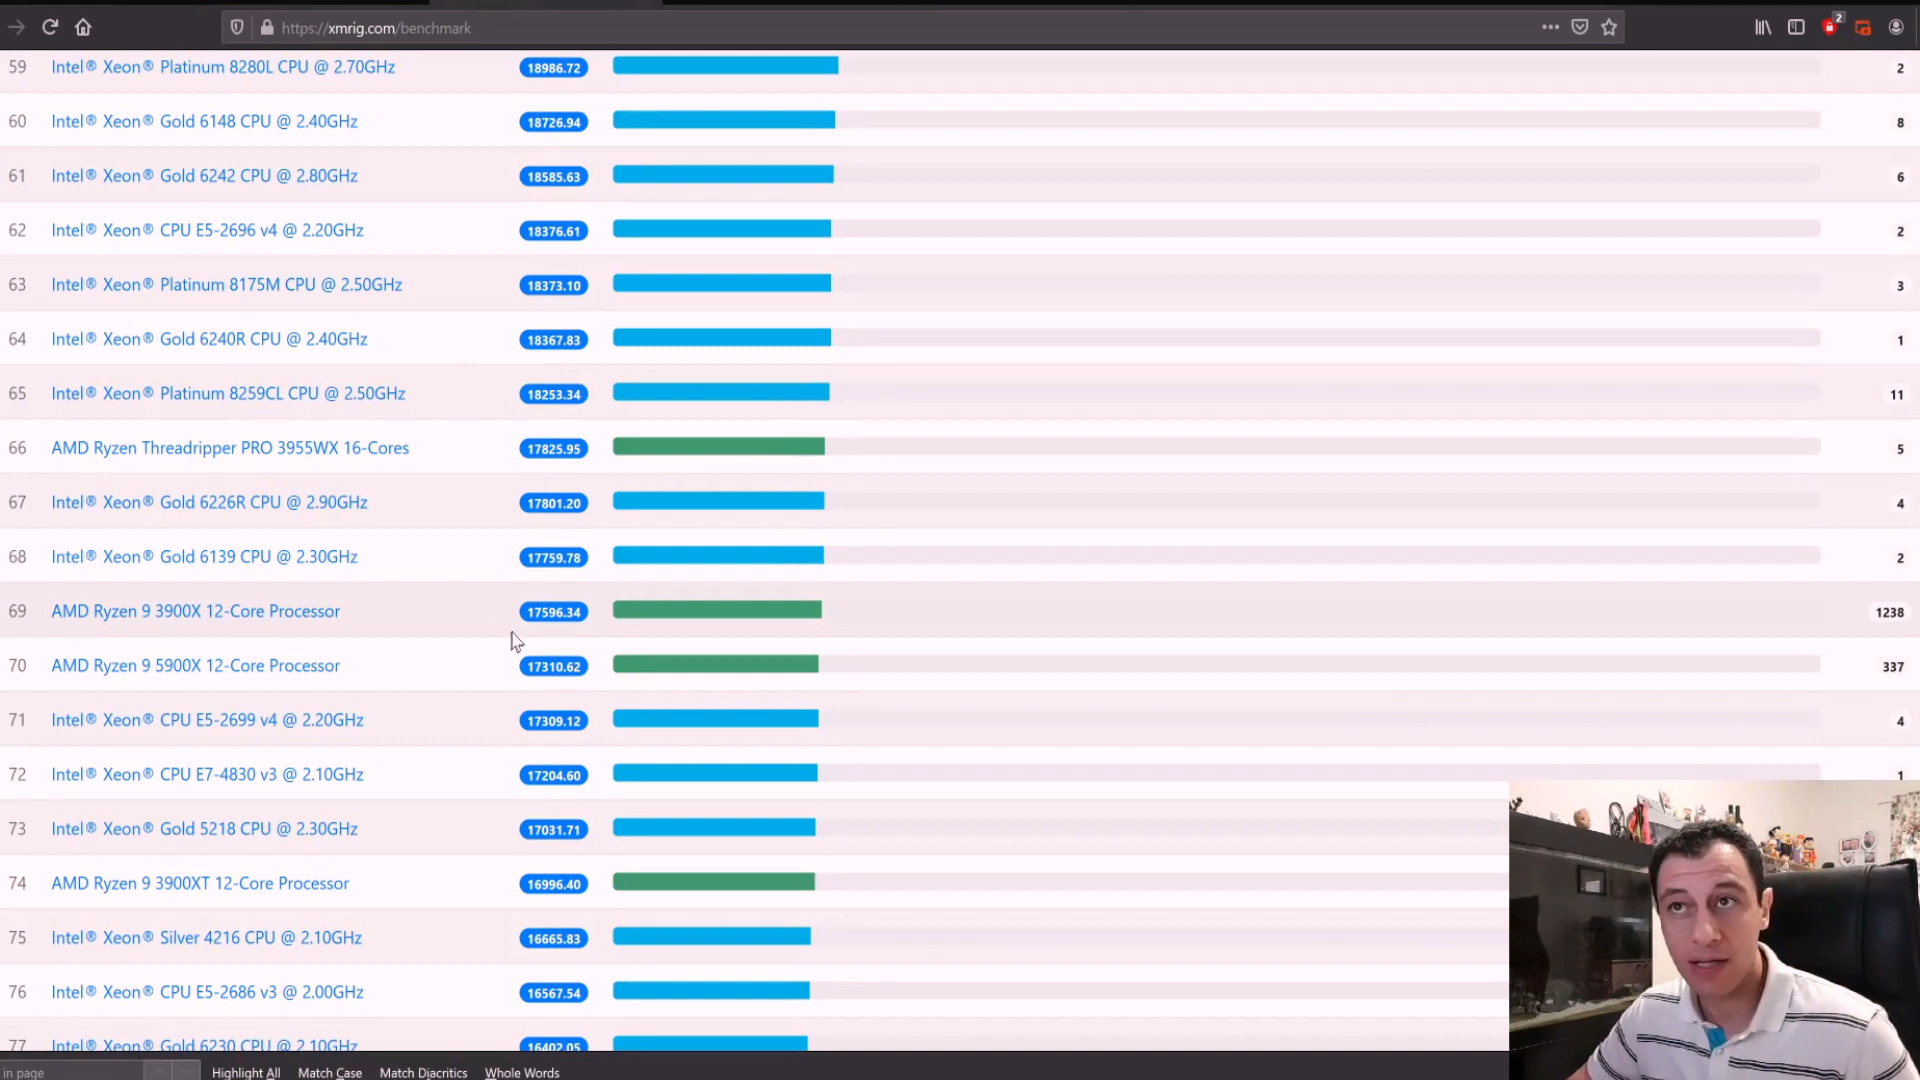 https://xmrig.com/benchmark
2
59 Intel® Xeon® Platinum 8280L CPU @ 2.70GHz 18986.72 2
60 Intel® Xeon® Gold 6148 CPU @ 2.40GHz 18726.94 8
61 Intel® Xeon® Gold 6242 CPU @ 2.80GHz 18585.63 6
62 Intel® Xeon® CPU E5-2696 v4 @ 2.20GHz 18376.61 2
63 Intel® Xeon® Platinum 8175M CPU @ 2.50GHz 18373.10 3
64 Intel® Xeon® Gold 6240R CPU @ 2.40GHz 18367.83 1
65 Intel® Xeon® Platinum 8259CL CPU @ 2.50GHz 18253.34 11
66 AMD Ryzen Threadripper PRO 3955WX 16-Cores 17825.95 5
67 Intel® Xeon® Gold 6226R CPU @ 2.90GHz 17801.20 4
68 Intel® Xeon® Gold 6139 CPU @ 2.30GHz 17759.78 2
69 AMD Ryzen 9 3900X 12-Core Processor 17596.34 1238
70 AMD Ryzen 9 5900X 12-Core Processor 17310.62 337
71 Intel® Xeon® CPU E5-2699 v4 @ 2.20GHz 17309.12 4
72 Intel® Xeon® CPU E7-4830 v3 @ 2.10GHz 17204.60 1
73 Intel® Xeon® Gold 5218 CPU @ 2.30GHz 17031.71
74 AMD Ryzen 9 3900XT 12-Core Processor 16996.40
75 Intel® Xeon® Silver 4216 CPU @ 2.10GHz 16665.83
76 Intel® Xeon® CPU E5-2686 v3 @ 2.00GHz 16567.54
77 Intel® Xeon® Gold 6230 CPU @ 2.10GHz 16402.05
in page Highlight All Match Case Match Diacritics Whole Words